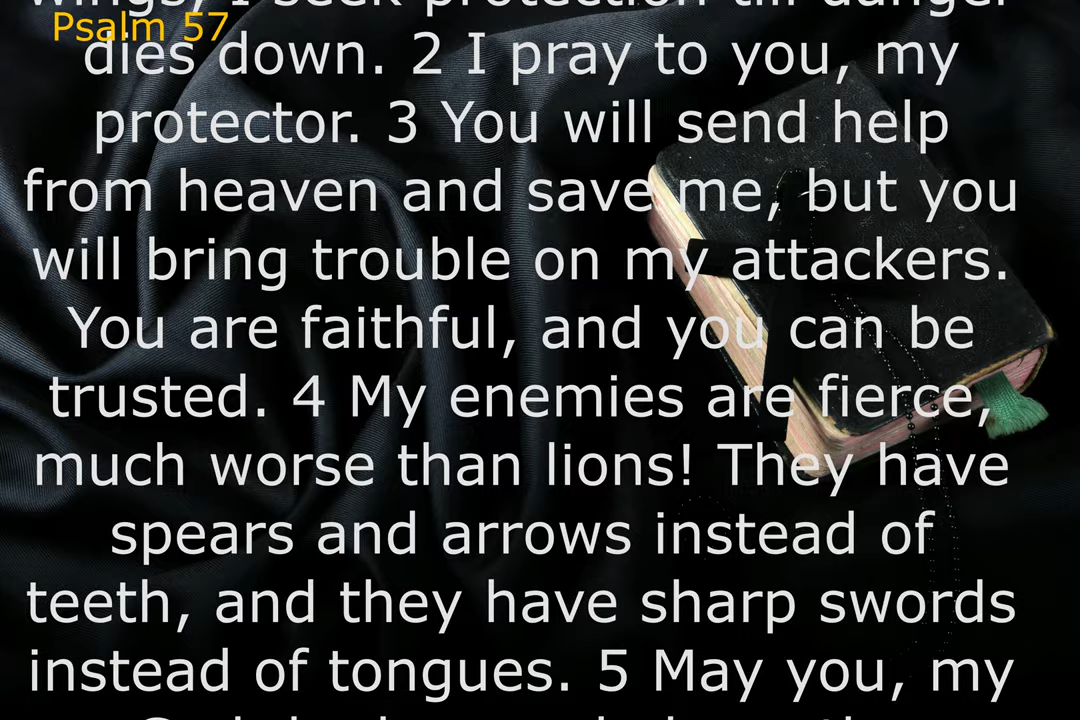 wings, I seek protection till danger
Psalm 57
dies down. 2 I pray to you, my
protector. 3 You will send help
from heaven and save me, but you
will bring trouble on my attackers.
You are faithful, and you can be
trusted. 4 My enemies are fierce,
much worse than lions! They have
spears and arrows instead of
teeth, and they have sharp swords
instead of tongues. 5 May you, my